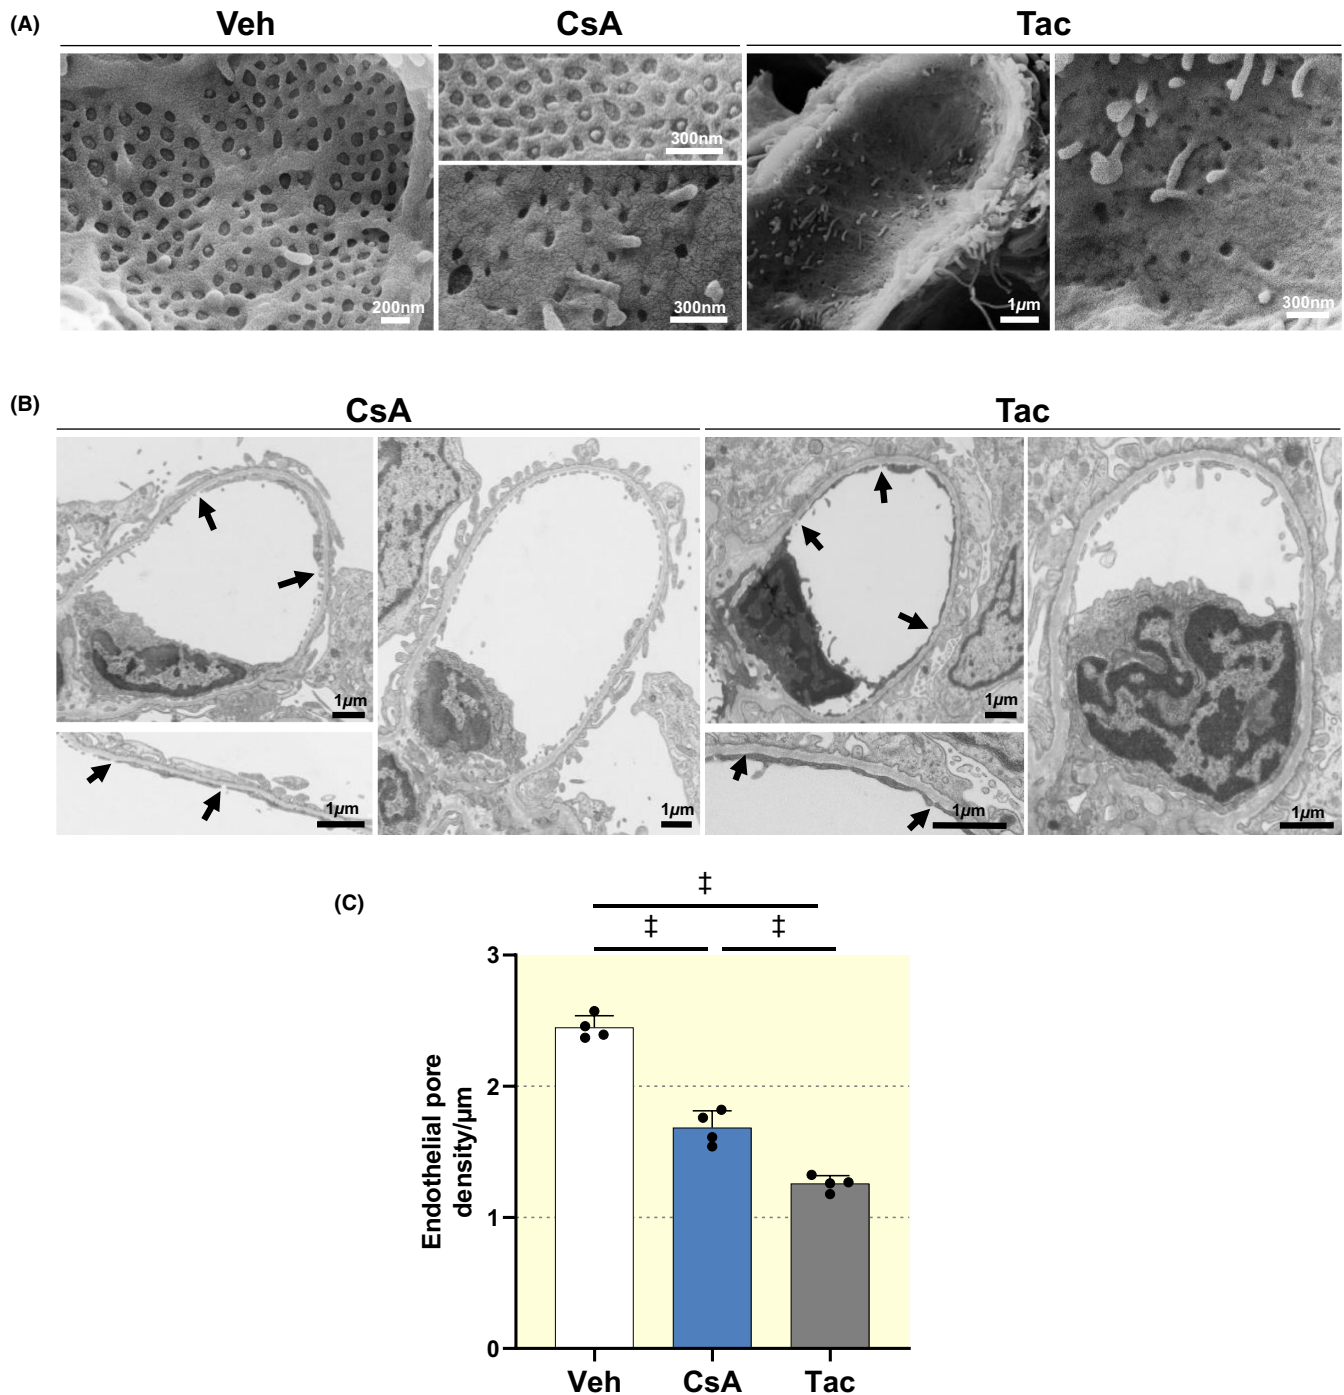 (A)
Veh
CsA
Tac
200nm
300nm
300nm
1µm
300nm
(B)
CsA
Tac
1µm
1µm
1µm
1µm
1µm
1µm
(C)
‡
‡
‡
3
2
1
0
Endothelial pore
density/µm
Veh
CsA
Tac